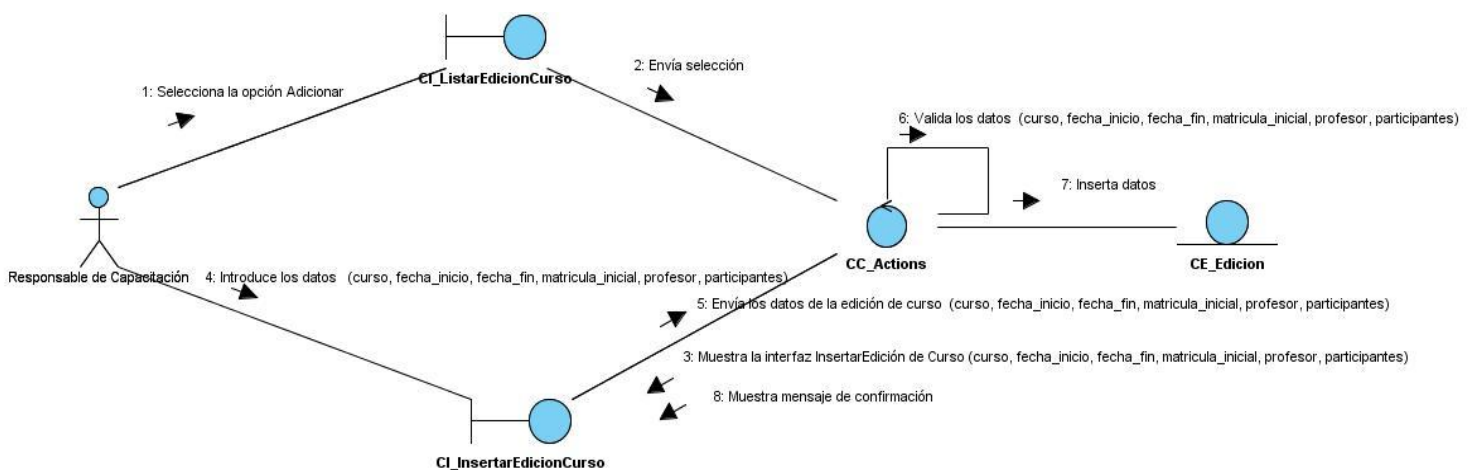 CI_ListarEdicionCurso
2: Envía selección
1: Selecciona la opción Adicionar
6: Valida los datos (curso, fecha_inicio, fecha_fin, matricula_inicial, profesor, participantes)
7: Inserta datos
CC_Actions
CE_Edicion
Responsable de Capacitación
4: Introduce los datos (curso, fecha_inicio, fecha_fin, matricula_inicial, profesor, participantes)
5: Envía los datos de la edición de curso (curso, fecha_inicio, fecha_fin, matricula_inicial, profesor, participantes)
3: Muestra la interfaz InsertarEdición de Curso (curso, fecha_inicio, fecha_fin, matricula_inicial, profesor, participantes)
8: Muestra mensaje de confirmación
CI_InsertarEdicionCurso